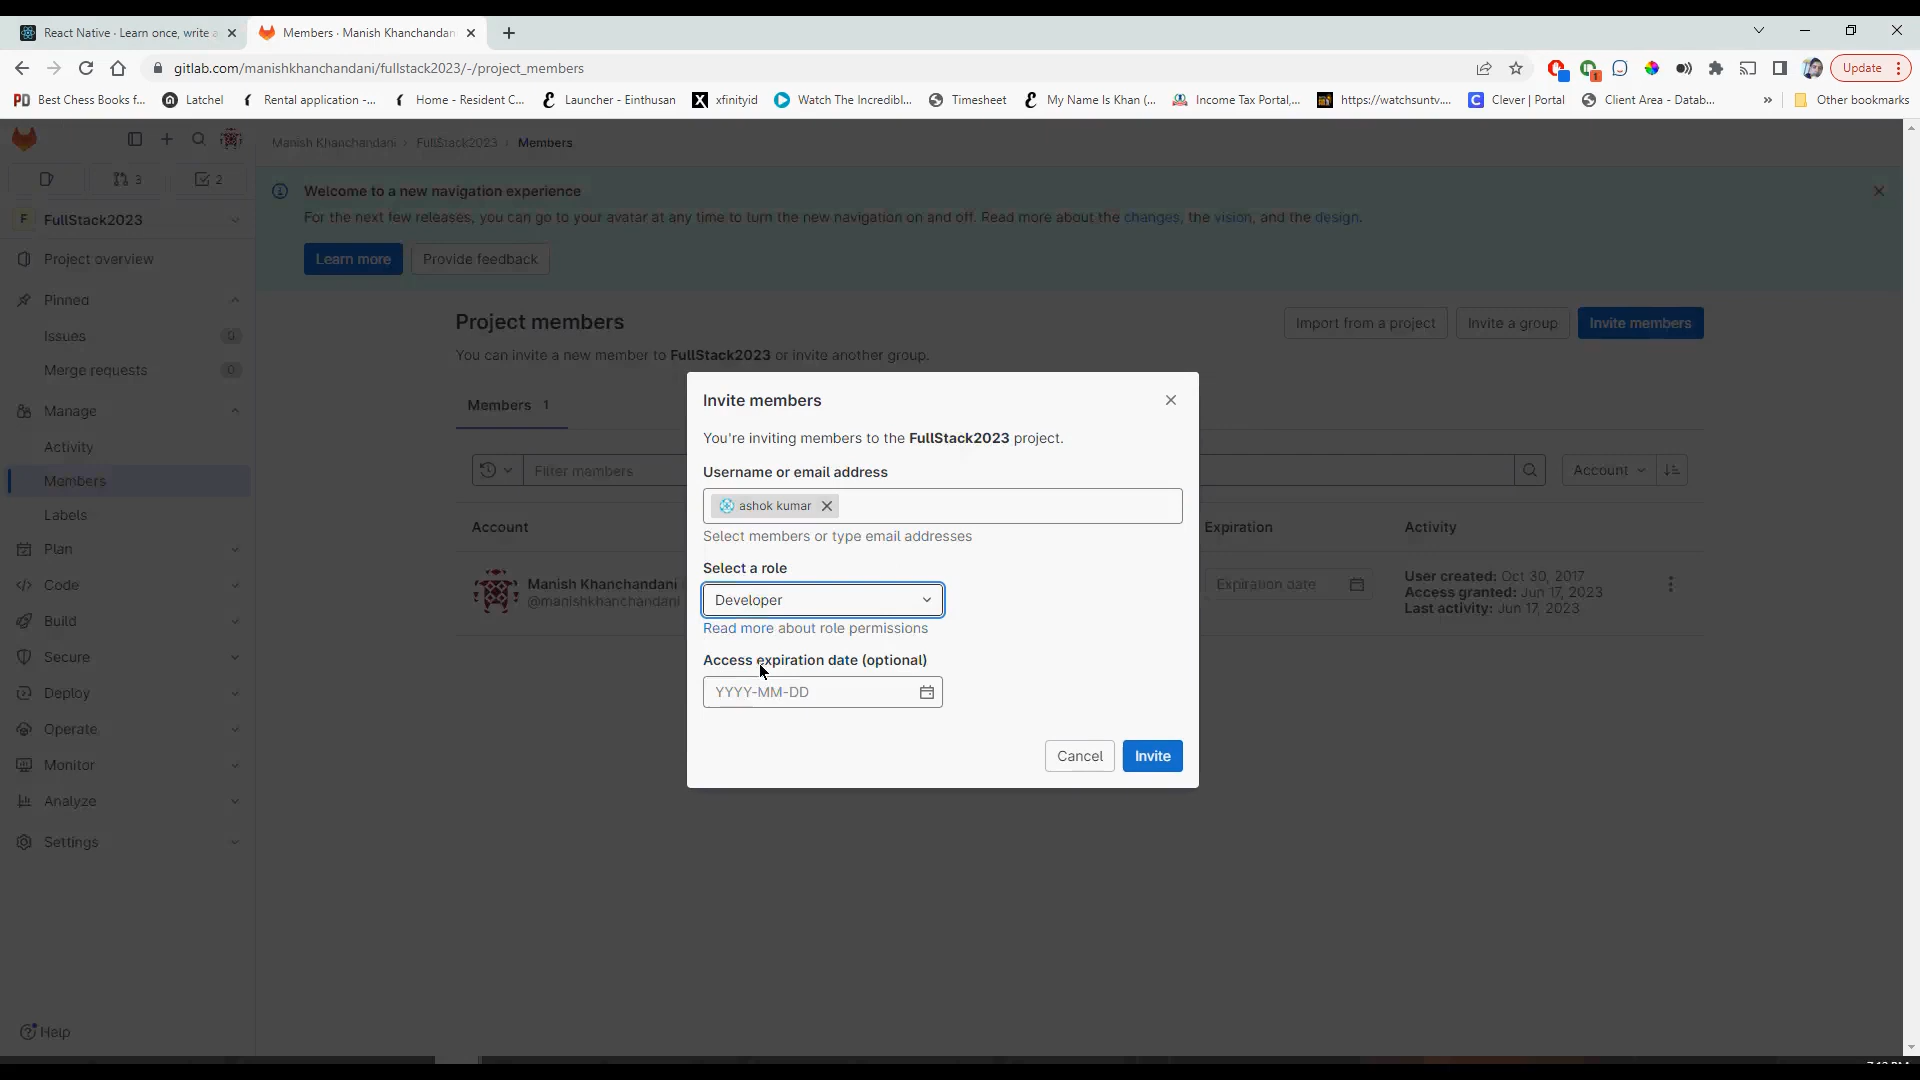 React Native · Learn once, write a
Members · Manish Khanchandan
gitlab.com/manishkhanchandani/fullstack2023/-/project_members
Update
Best Chess Books f...
Latchel
Rental application -...
Home - Resident C...
Launcher - Einthusan
xfinityid
Watch The Incredibl...
Timesheet
My Name Is Khan (...
Income Tax Portal,...
https://watchsuntv....
Clever | Portal
Client Area - Datab...
»
Other bookmarks
Manish Khanchandani › FullStack2023 › Members
3
2
Welcome to a new navigation experience
For the next few releases, you can go to your avatar at any time to turn the new navigation on and off. Read more about the changes, the vision, and the design.
Learn more
Provide feedback
F FullStack2023
Project overview
Pinned
Issues 0
Merge requests 0
Manage
Activity
Members
Labels
Plan
Code
Build
Secure
Deploy
Operate
Monitor
Analyze
Settings
Help
Project members
Import from a project
Invite a group
Invite members
You can invite a new member to FullStack2023 or invite another group.
Members 1
Filter members
Account
Account
Expiration
Activity
Manish Khanchandani
@manishkhanchandani
Expiration date
User created: Oct 30, 2017
Access granted: Jun 17, 2023
Last activity: Jun 17, 2023
Invite members
You're inviting members to the FullStack2023 project.
Username or email address
ashok kumar
Select members or type email addresses
Select a role
Developer
Read more about role permissions
Access expiration date (optional)
YYYY-MM-DD
Cancel
Invite